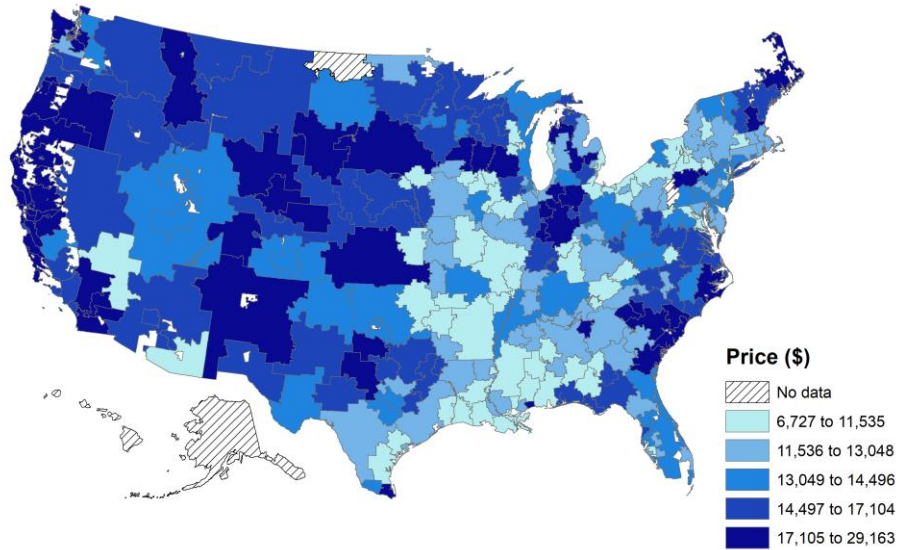 Price ($)
No data
6,727 to 11,535
11,536 to 13,048
13,049 to 14,496
14,497 to 17,104
17,105 to 29,163